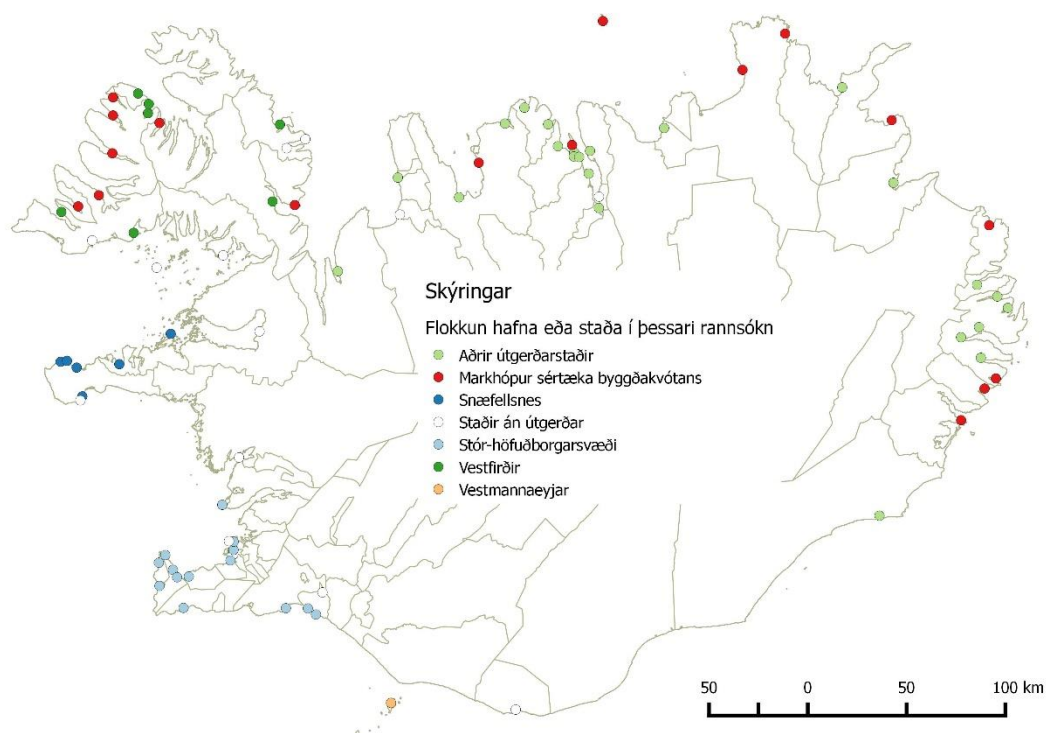 Skýringar
Flokkun hafna eða staða í þessari rannsókn
Aðrir útgerðarstaðir
Markhópur sértæka byggðakvótans
Snæfellsnes
Staðir án útgerðar
Stór-höfuðborgarsvæði
Vestfirðir
Vestmannaeyjar
50 0 50 100 km